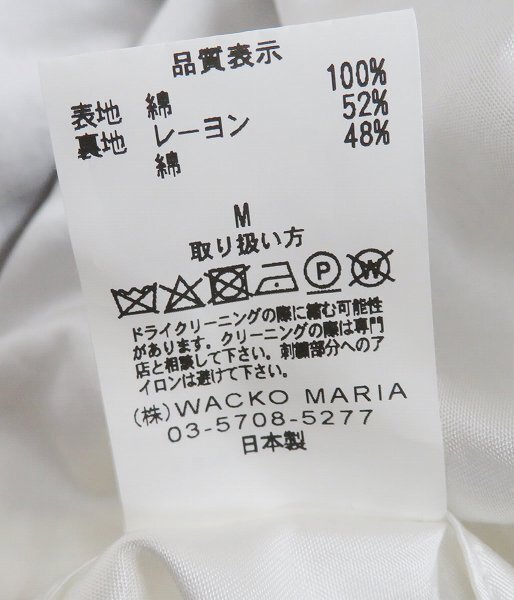 品質表示
表地 綿 100%
裏地 レーヨン 52%
綿 48%
M
取り扱い方
P W
ドライクリーニングの際に縮む可能性
があります。クリーニングの際は専門
店と相談して下さい。刺繍部分へのア
イロンは避けて下さい。
(株)WACKO MARIA
03-5708-5277
日本製